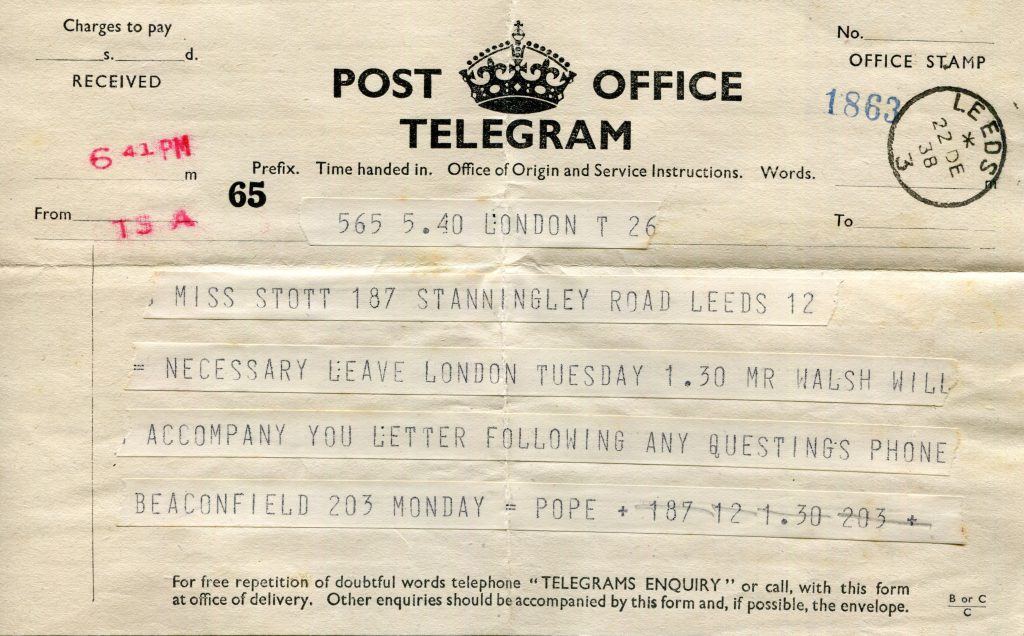 Charges to pay
s. d.
RECEIVED
POST OFFICE
TELEGRAM
No.
OFFICE STAMP
1863
LEEDS
*
22 DE
38
3
6 41 PM
m
Prefix. Time handed in. Office of Origin and Service Instructions. Words.
65
m
From TS A
565 5.40 LONDON T 26
To
, MISS STOTT 187 STANNINGLEY ROAD LEEDS 12
= NECESSARY LEAVE LONDON TUESDAY 1.30 MR WALSH WILL
, ACCOMPANY YOU LETTER FOLLOWING ANY QUESTINGS PHONE
BEACONFIELD 203 MONDAY = POPE + 187 12 1.30 203 +
For free repetition of doubtful words telephone "TELEGRAMS ENQUIRY" or call, with this form
at office of delivery. Other enquiries should be accompanied by this form and, if possible, the envelope.
B or C
C